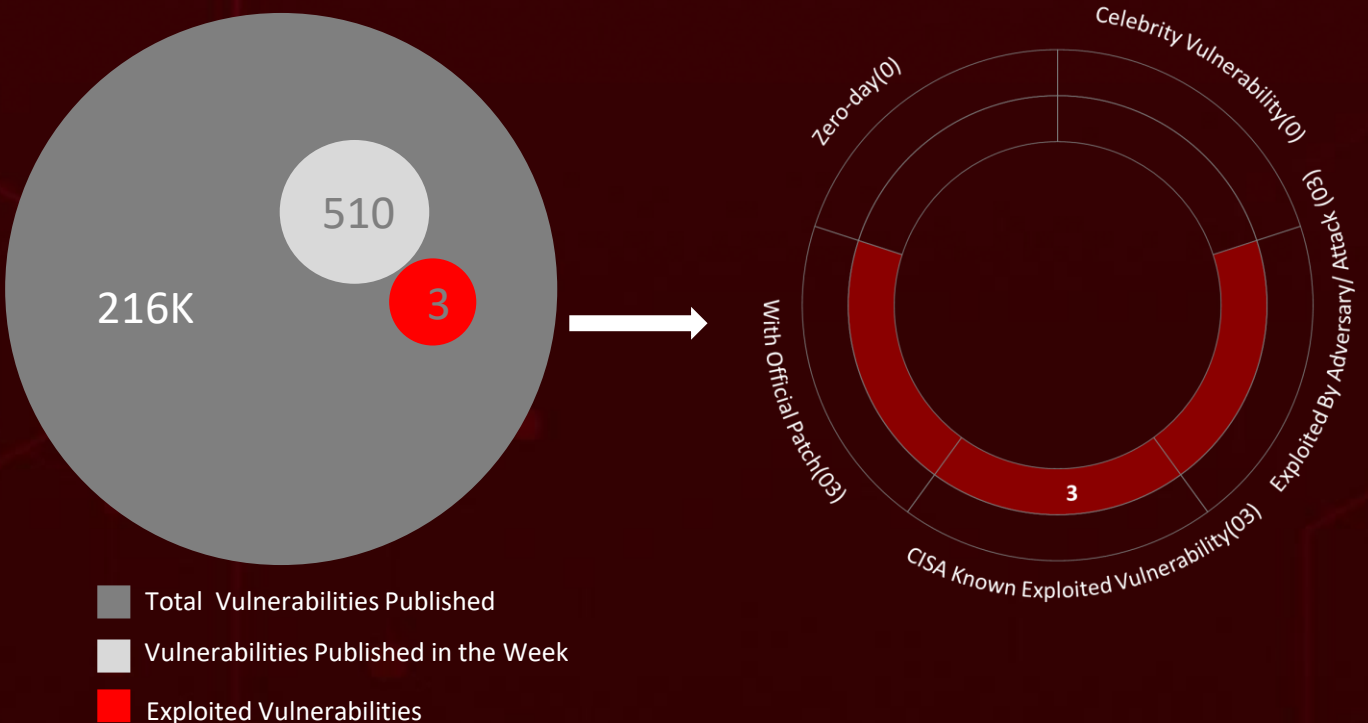 216K
510
3
Total  Vulnerabilities Published
Vulnerabilities Published in the Week
Exploited Vulnerabilities
Zero-day(0)
Celebrity Vulnerability(0)
Exploited By Adversary/ Attack (03)
CISA Known Exploited Vulnerability(03)
With Official Patch(03)
3